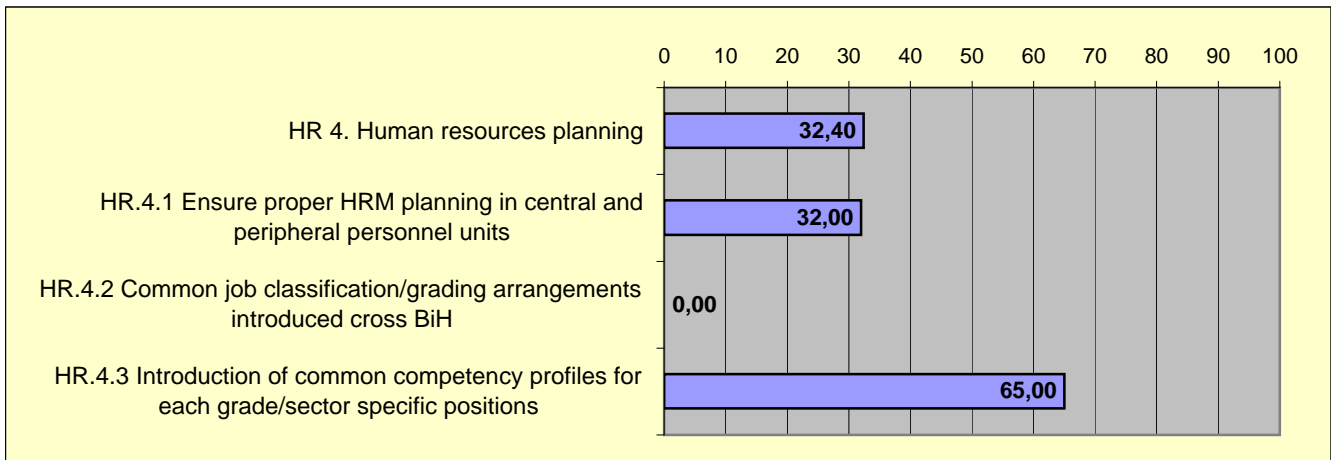 0 10 20 30 40 50 60 70 80 90 100
HR 4. Human resources planning
32,40
HR.4.1 Ensure proper HRM planning in central and
peripheral personnel units
32,00
HR.4.2 Common job classification/grading arrangements
introduced cross BiH
0,00
HR.4.3 Introduction of common competency profiles for
each grade/sector specific positions
65,00